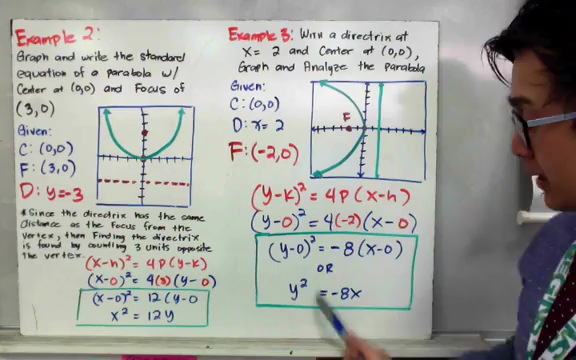 Example 2:
Graph and write the standard
equation of a parabola w/
Center at (0,0) and Focus of
(3,0)
Given:
C: (0,0)
F: (3,0)
D: y=-3
* Since the directrix has the same
distance as the focus from the
vertex, then finding the directrix
is found by counting 3 units opposite
the vertex.
(x-h)² = 4P(y-k)
(x-0)² = 4(3)(y-0)
(x-0)² = 12(y-0
x² = 12y
Example 3: With a directrix at
x= 2 and Center at (0,0),
Graph and Analyze the parabola
Given:
C: (0,0)
D: x= 2
F: (-2,0)
F
(y-k)² = 4P(x-h)
(y-0)² = 4(-2)(x-0)
(y-0)² = -8(x-0)
OR
y² = -8x